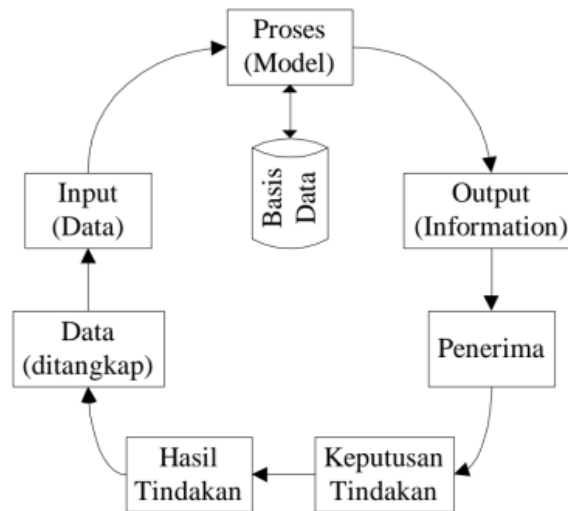 Proses
(Model)
Basis
Data
Input
(Data)
Output
(Information)
Data
(ditangkap)
Penerima
Hasil
Tindakan
Keputusan
Tindakan